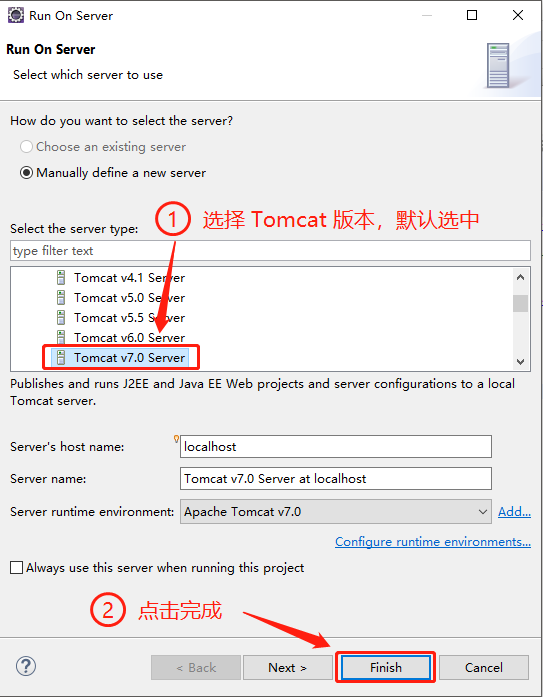 Run On Server
Run On Server
Select which server to use
How do you want to select the server?
Choose an existing server
Manually define a new server
① 选择 Tomcat 版本，默认选中
Select the server type:
type filter text
Tomcat v4.1 Server
Tomcat v5.0 Server
Tomcat v5.5 Server
Tomcat v6.0 Server
Tomcat v7.0 Server
Publishes and runs J2EE and Java EE Web projects and server configurations to a local
Tomcat server.
Server's host name: localhost
Server name: Tomcat v7.0 Server at localhost
Server runtime environment: Apache Tomcat v7.0 Add...
Configure runtime environments...
Always use this server when running this project
② 点击完成
? < Back Next > Finish Cancel